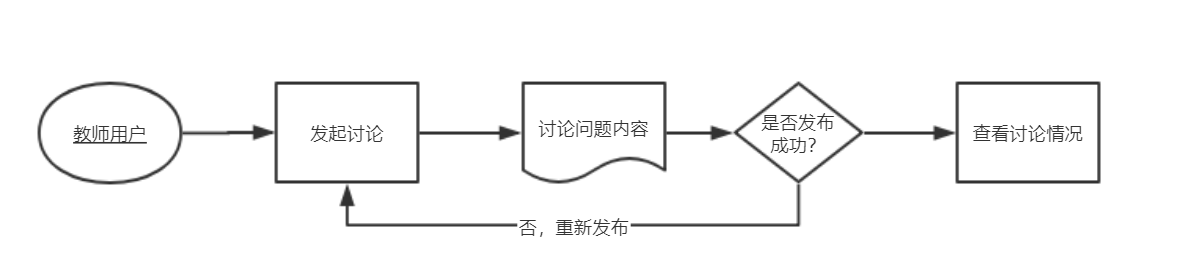 教师用户
发起讨论
讨论问题内容
是否发布
成功？
查看讨论情况
否，重新发布